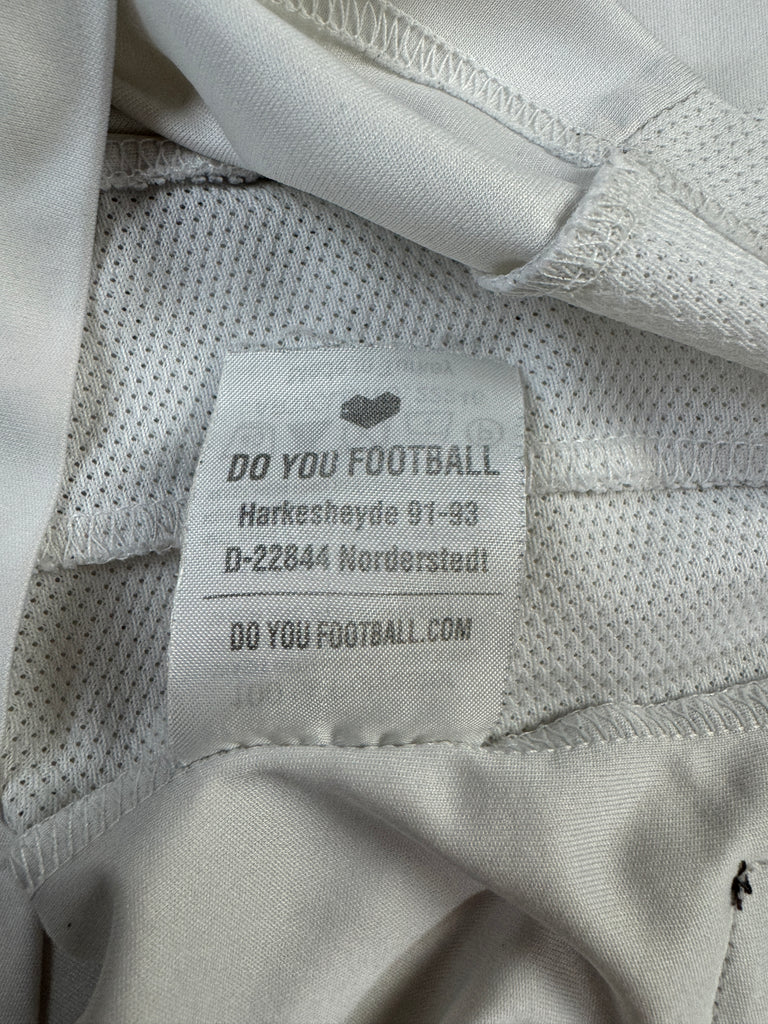 DO YOU FOOTBALL
Harkesheyde 91-93
D-22844 Norderstedt
DO YOU FOOTBALL.COM